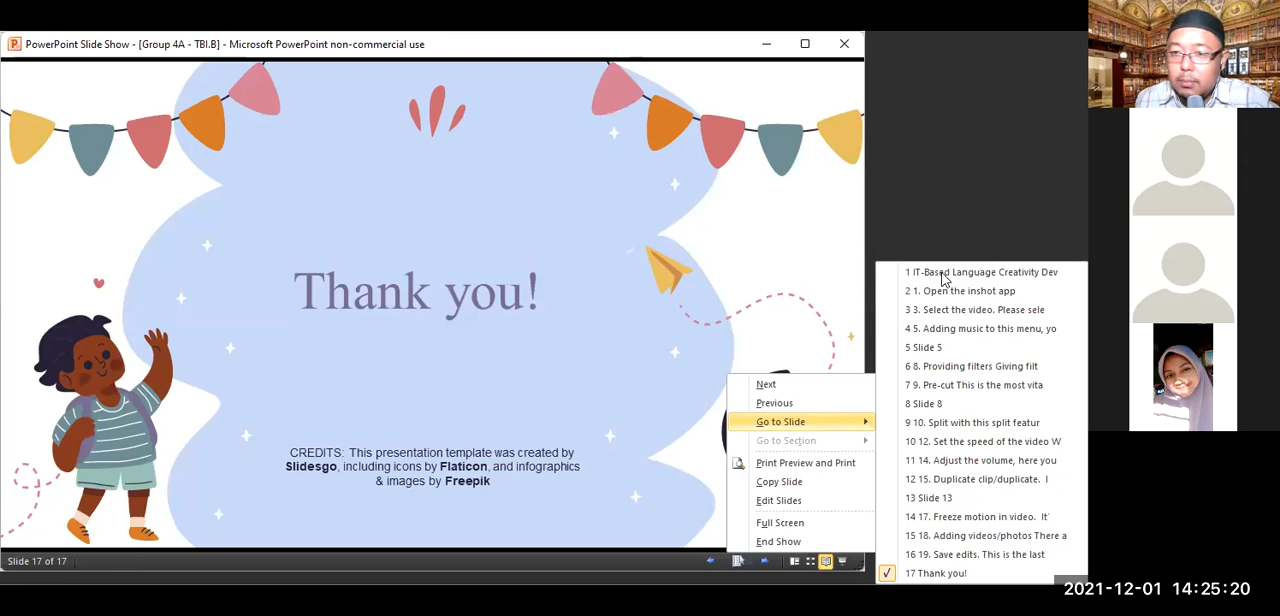 PowerPoint Slide Show - [Group 4A - TBI.B] - Microsoft PowerPoint non-commercial use
Thank you!
CREDITS: This presentation template was created by
Slidesgo, including icons by Flaticon, and infographics
& images by Freepik
Next
Previous
Go to Slide
Go to Section
Print Preview and Print
Copy Slide
Edit Slides
Full Screen
End Show
1 IT-Based Language Creativity Dev
2 1. Open the inshot app
3 3. Select the video. Please sele
4 5. Adding music to this menu, yo
5 Slide 5
6 8. Providing filters Giving filt
7 9. Pre-cut This is the most vita
8 Slide 8
9 10. Split with this split featur
10 12. Set the speed of the video W
11 14. Adjust the volume, here you
12 15. Duplicate clip/duplicate. I
13 Slide 13
14 17. Freeze motion in video. It'
15 18. Adding videos/photos There a
16 19. Save edits. This is the last
17 Thank you!
Slide 17 of 17
2021-12-01 14:25:20